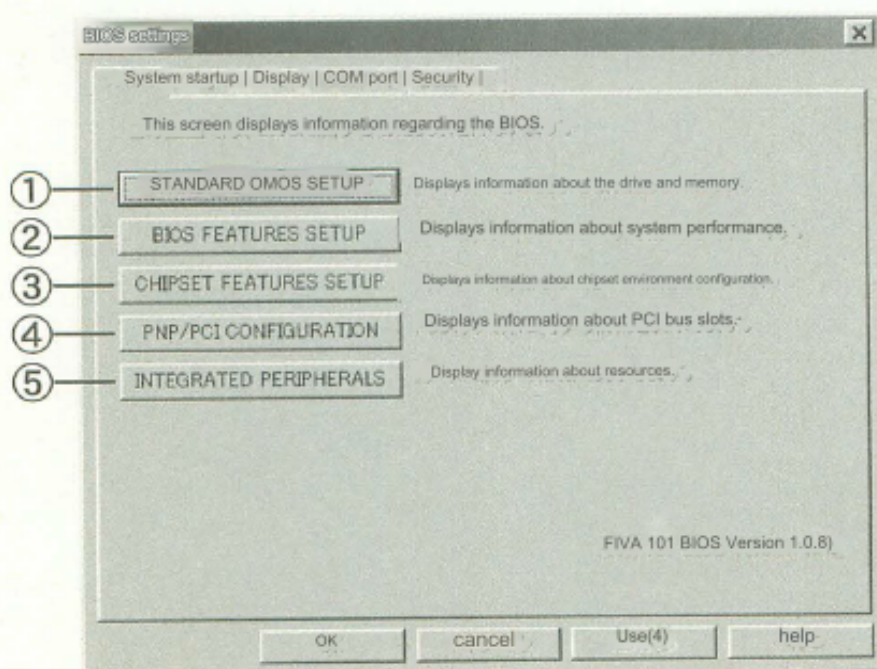 BIOS settings
System startup | Display | COM port | Security |
This screen displays information regarding the BIOS.
① STANDARD OMOS SETUP Displays information about the drive and memory.
② BIOS FEATURES SETUP Displays information about system performance.
③ CHIPSET FEATURES SETUP Displays information about chipset environment configuration.
④ PNP/PCI CONFIGURATION Displays information about PCI bus slots.
⑤ INTEGRATED PERIPHERALS Display information about resources.
FIVA 101 BIOS Version 1.0.8)
OK cancel Use(4) help